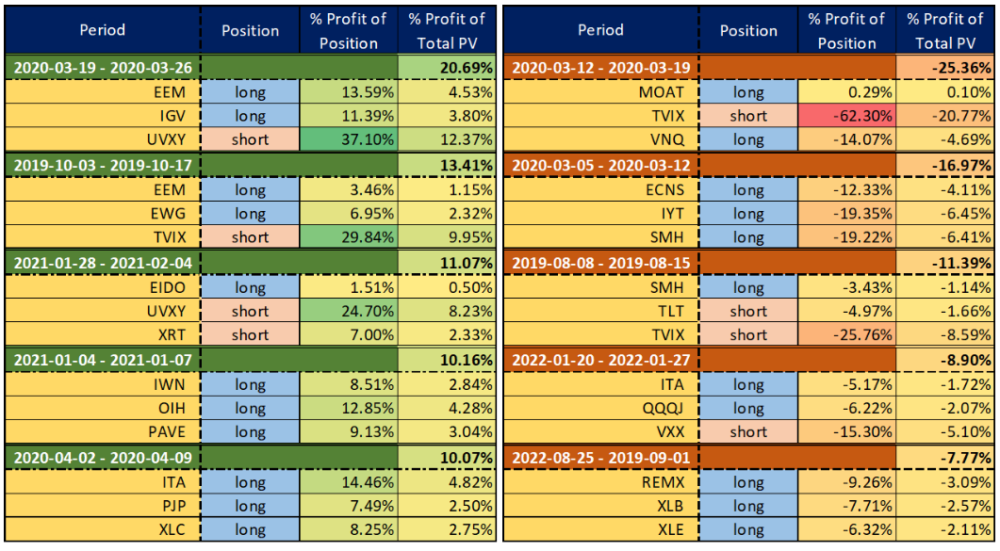 Period Position % Profit of Position % Profit of Total PV
2020-03-19 - 2020-03-26 20.69%
EEM long 13.59% 4.53%
IGV long 11.39% 3.80%
UVXY short 37.10% 12.37%
2019-10-03 - 2019-10-17 13.41%
EEM long 3.46% 1.15%
EWG long 6.95% 2.32%
TVIX short 29.84% 9.95%
2021-01-28 - 2021-02-04 11.07%
EIDO long 1.51% 0.50%
UVXY short 24.70% 8.23%
XRT short 7.00% 2.33%
2021-01-04 - 2021-01-07 10.16%
IWN long 8.51% 2.84%
OIH long 12.85% 4.28%
PAVE long 9.13% 3.04%
2020-04-02 - 2020-04-09 10.07%
ITA long 14.46% 4.82%
PJP long 7.49% 2.50%
XLC long 8.25% 2.75%
Period Position % Profit of Position % Profit of Total PV
2020-03-12 - 2020-03-19 -25.36%
MOAT long 0.29% 0.10%
TVIX short -62.30% -20.77%
VNQ long -14.07% -4.69%
2020-03-05 - 2020-03-12 -16.97%
ECNS long -12.33% -4.11%
IYT long -19.35% -6.45%
SMH long -19.22% -6.41%
2019-08-08 - 2019-08-15 -11.39%
SMH long -3.43% -1.14%
TLT short -4.97% -1.66%
TVIX short -25.76% -8.59%
2022-01-20 - 2022-01-27 -8.90%
ITA long -5.17% -1.72%
QQQJ long -6.22% -2.07%
VXX short -15.30% -5.10%
2022-08-25 - 2019-09-01 -7.77%
REMX long -9.26% -3.09%
XLB long -7.71% -2.57%
XLE long -6.32% -2.11%